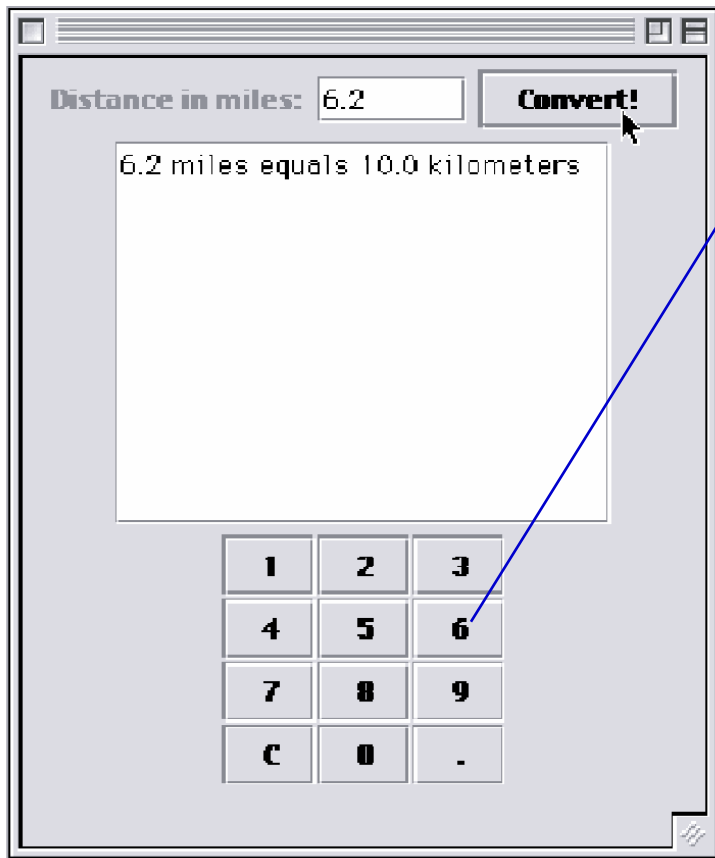 Distance in miles: 6.2 Convert!
6.2 miles equals 10.0 kilometers
1 2 3
4 5 6
7 8 9
C 0 .